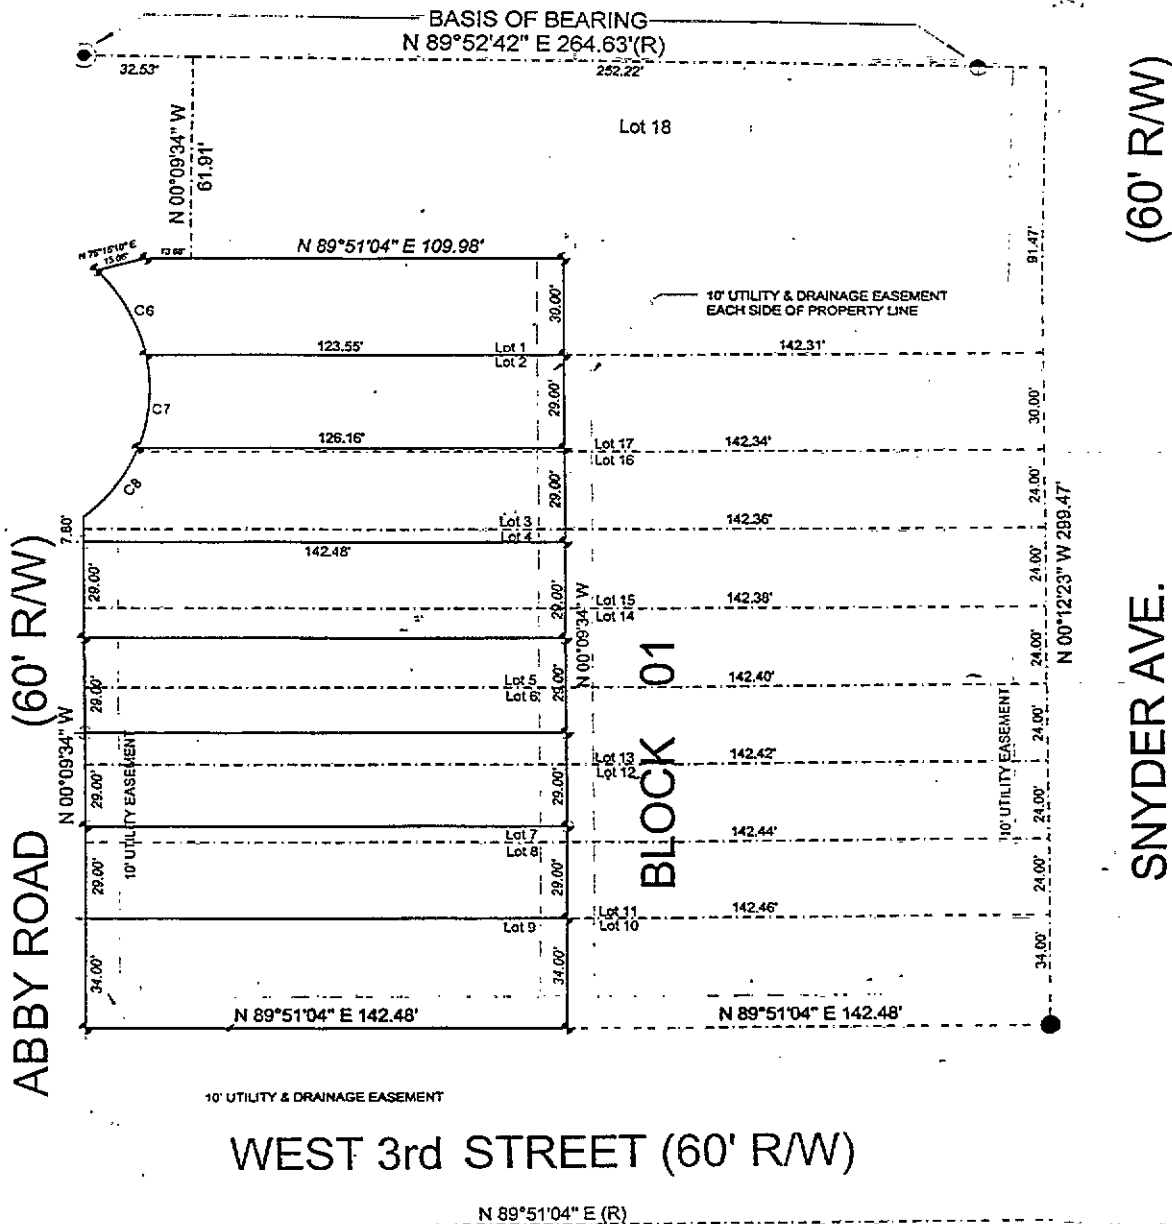 BASIS OF BEARING
N 89°52'42" E 264.63'(R)
32.53'
252.22'
(60' R/W)
Lot 18
N 00°09'34" W
61.91'
N 89°51'04" E 109.98'
13.05'
91.47'
10' UTILITY & DRAINAGE EASEMENT
EACH SIDE OF PROPERTY LINE
30.00'
C6
123.55'
Lot 1
Lot 2
142.31'
C7
29.00'
30.00'
126.16'
Lot 17
Lot 16
142.34'
C8
29.00'
24.00'
7.80'
Lot 3
Lot 4
142.36'
142.48'
N 00°12'23" W 299.47'
ABBY ROAD (60' R/W)
29.00'
29.00'
24.00'
Lot 15
Lot 14
142.38'
N 00°09'34" W
BLOCK 01
24.00'
SNYDER AVE.
Lot 5
Lot 6
142.40'
29.00'
29.00'
N 00°09'34" W
10' UTILITY EASEMENT
10' UTILITY EASEMENT
24.00'
Lot 13
Lot 12
142.42'
29.00'
29.00'
24.00'
Lot 7
Lot 8
142.44'
29.00'
29.00'
24.00'
Lot 11
Lot 10
142.46'
Lot 9
34.00'
34.00'
34.00'
N 89°51'04" E 142.48'
N 89°51'04" E 142.48'
10' UTILITY & DRAINAGE EASEMENT
WEST 3rd STREET (60' R/W)
N 89°51'04" E (R)